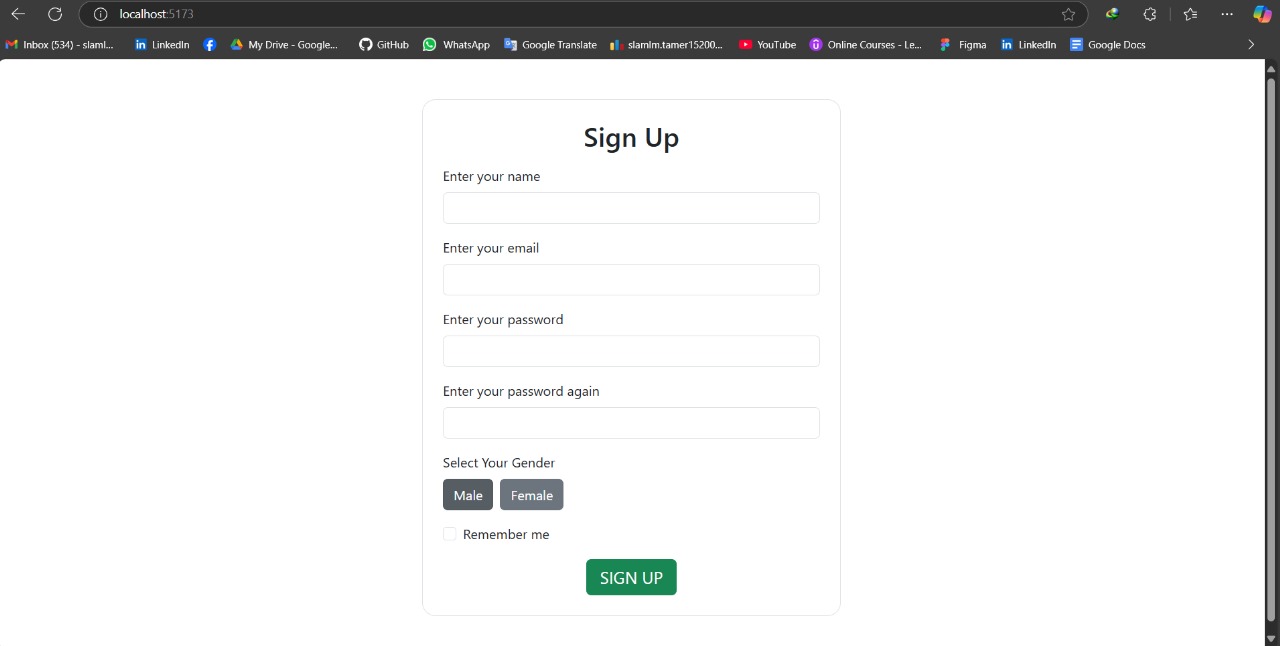 localhost:5173
Inbox (534) - slaml... LinkedIn My Drive - Google... GitHub WhatsApp Google Translate slamlm.tamer15200... YouTube Online Courses - Le... Figma LinkedIn Google Docs
Sign Up
Enter your name
Enter your email
Enter your password
Enter your password again
Select Your Gender
Male Female
Remember me
SIGN UP